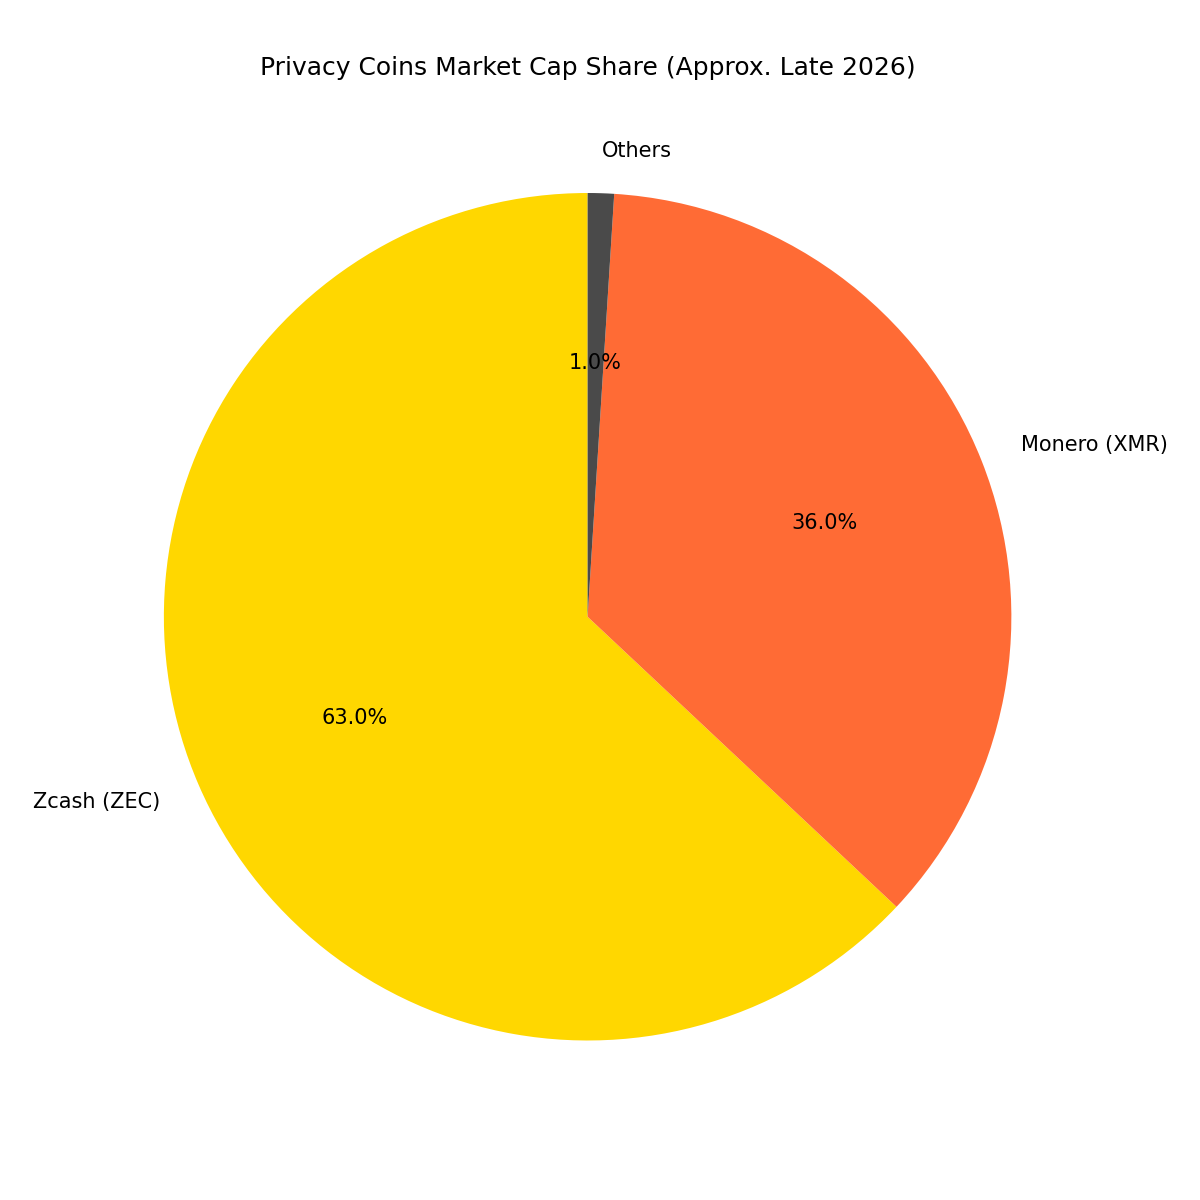 Privacy Coins Market Cap Share (Approx. Late 2026)
Others
1.0%
Monero (XMR)
36.0%
63.0%
Zcash (ZEC)